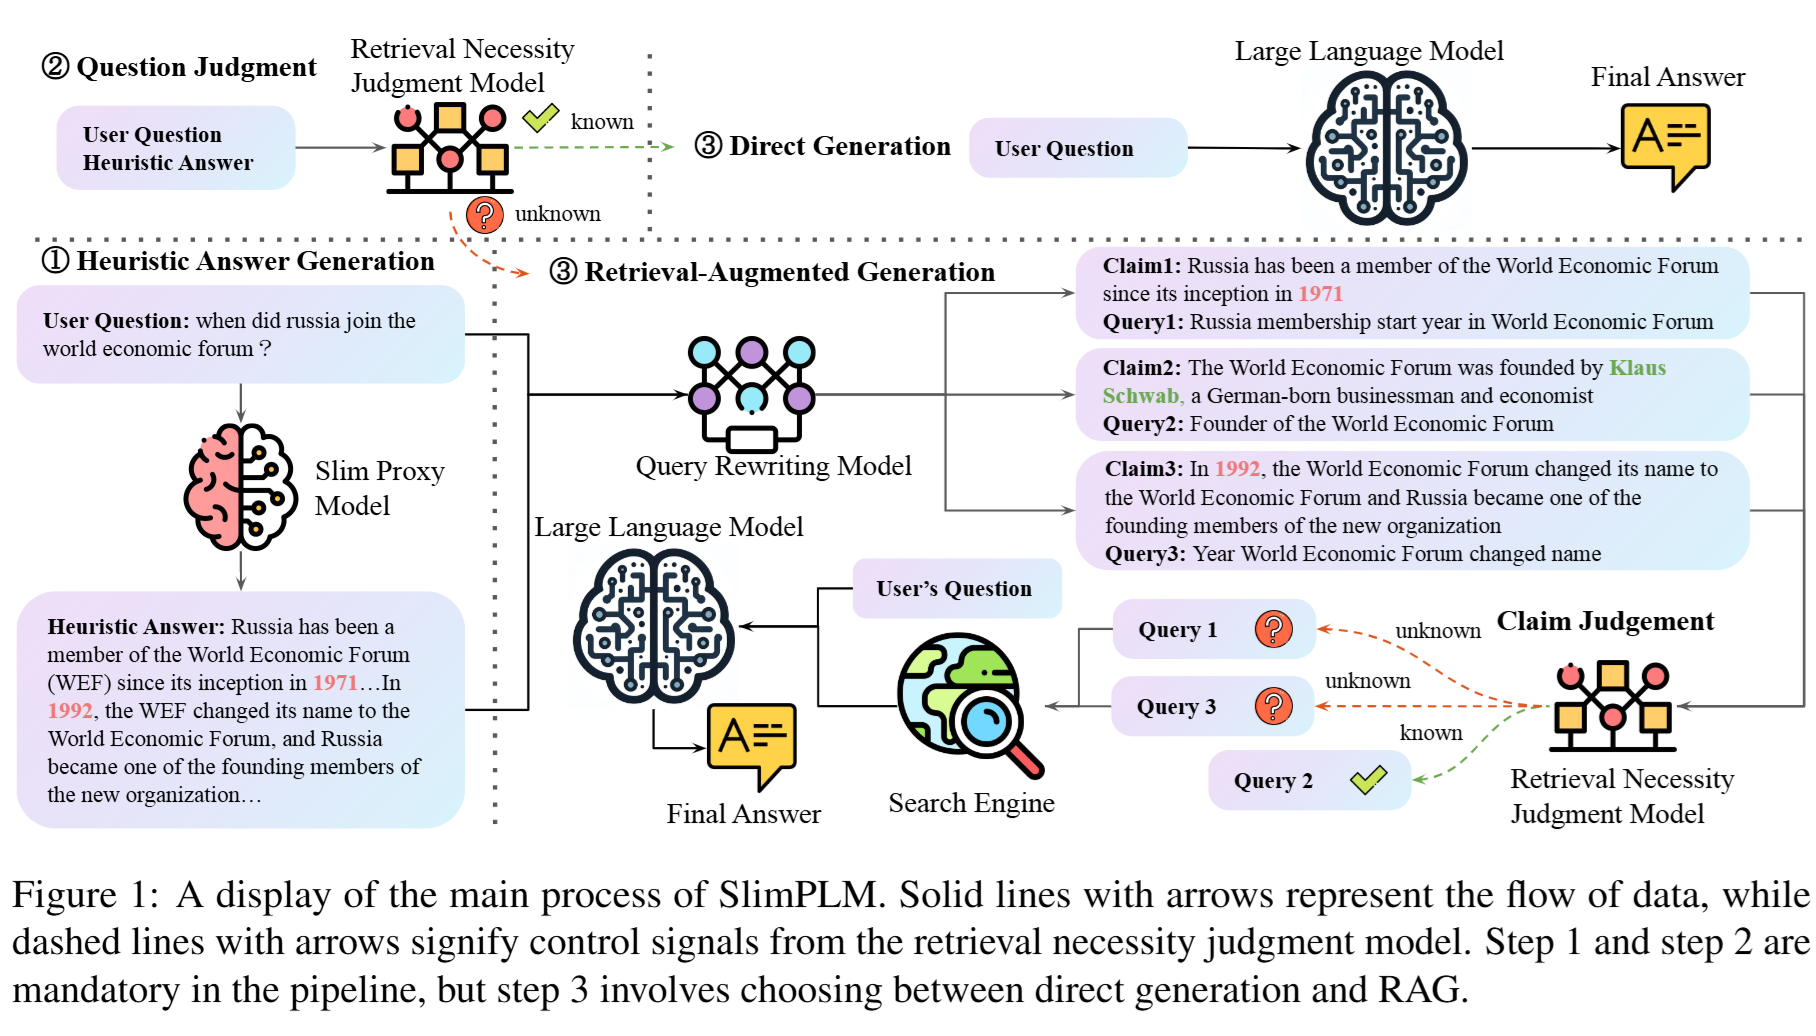 ② Question Judgment
User Question
Heuristic Answer
Retrieval Necessity
Judgment Model
known
unknown
③ Direct Generation
User Question
Large Language Model
Final Answer
① Heuristic Answer Generation
User Question: when did russia join the
world economic forum ?
Slim Proxy
Model
Heuristic Answer: Russia has been a
member of the World Economic Forum
(WEF) since its inception in 1971…In
1992, the WEF changed its name to the
World Economic Forum, and Russia
became one of the founding members of
the new organization…
③ Retrieval-Augmented Generation
Query Rewriting Model
Claim1: Russia has been a member of the World Economic Forum
since its inception in 1971
Query1: Russia membership start year in World Economic Forum
Claim2: The World Economic Forum was founded by Klaus
Schwab, a German-born businessman and economist
Query2: Founder of the World Economic Forum
Claim3: In 1992, the World Economic Forum changed its name to
the World Economic Forum and Russia became one of the
founding members of the new organization
Query3: Year World Economic Forum changed name
Claim Judgement
Retrieval Necessity
Judgment Model
unknown
unknown
known
Query 1
Query 3
Query 2
Search Engine
User's Question
Large Language Model
Final Answer
Figure 1: A display of the main process of SlimPLM. Solid lines with arrows represent the flow of data, while
dashed lines with arrows signify control signals from the retrieval necessity judgment model. Step 1 and step 2 are
mandatory in the pipeline, but step 3 involves choosing between direct generation and RAG.